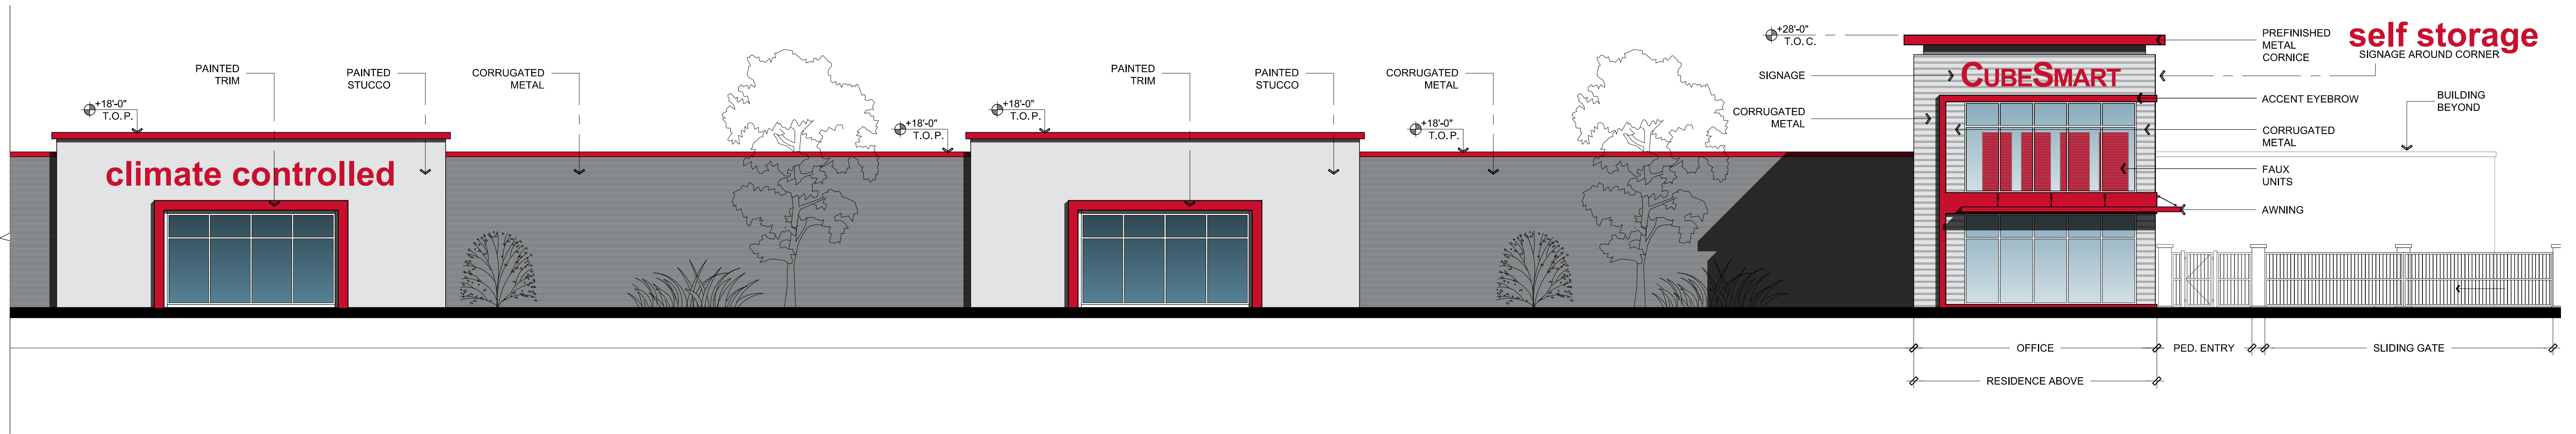 PAINTED
TRIM
+18'-0"
T.O.P.
PAINTED
STUCCO
CORRUGATED
METAL
climate controlled
+18'-0"
T.O.P.
+18'-0"
T.O.P.
PAINTED
TRIM
PAINTED
STUCCO
CORRUGATED
METAL
+18'-0"
T.O.P.
+28'-0"
T.O.C.
SIGNAGE
CORRUGATED
METAL
CUBESMART
PREFINISHED
METAL
CORNICE
self storage
SIGNAGE AROUND CORNER
ACCENT EYEBROW
BUILDING
BEYOND
CORRUGATED
METAL
FAUX
UNITS
AWNING
OFFICE
PED. ENTRY
SLIDING GATE
RESIDENCE ABOVE